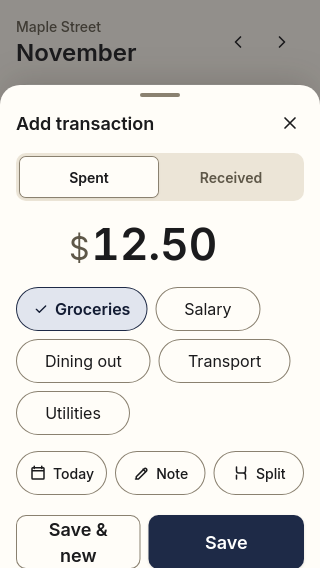 Maple Street
November
Add transaction
Spent Received
$12.50
Groceries Salary
Dining out Transport
Utilities
Today Note Split
Save &
new
Save